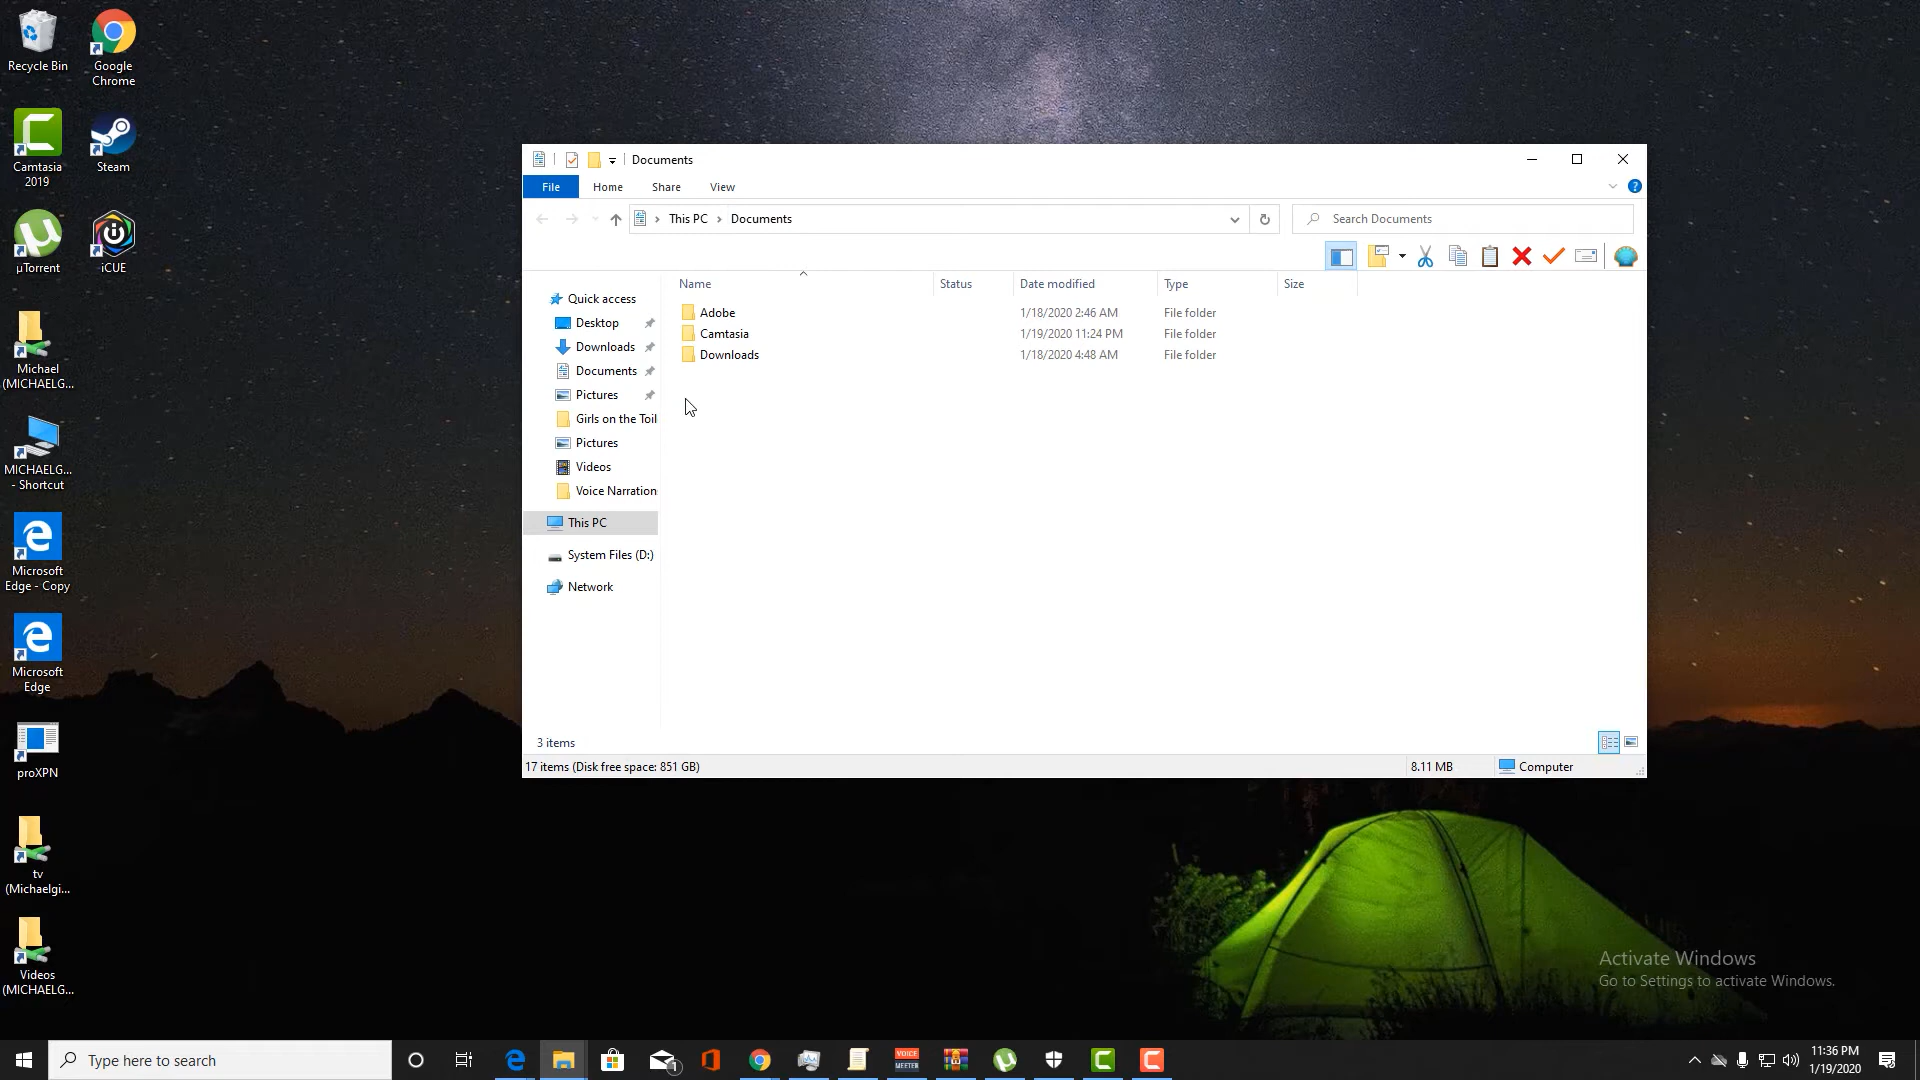 Recycle Bin
Google
Chrome
Camtasia
2019
Steam
µTorrent
iCUE
Michael
(MICHAELG...
MICHAELG...
- Shortcut
Microsoft
Edge - Copy
Microsoft
Edge
proXPN
tv
(Michaelgi...
Videos
(MICHAELG...
Documents
File
Home
Share
View
This PC
Documents
Search Documents
Name
Status
Date modified
Type
Size
Quick access
Desktop
Downloads
Documents
Pictures
Girls on the Toil
Pictures
Videos
Voice Narration
This PC
System Files (D:)
Network
Adobe 1/18/2020 2:46 AM File folder
Camtasia 1/19/2020 11:24 PM File folder
Downloads 1/18/2020 4:48 AM File folder
3 items
17 items (Disk free space: 851 GB)
8.11 MB
Computer
Activate Windows
Go to Settings to activate Windows.
Type here to search
1
VOICE
MEETER
11:36 PM
1/19/2020